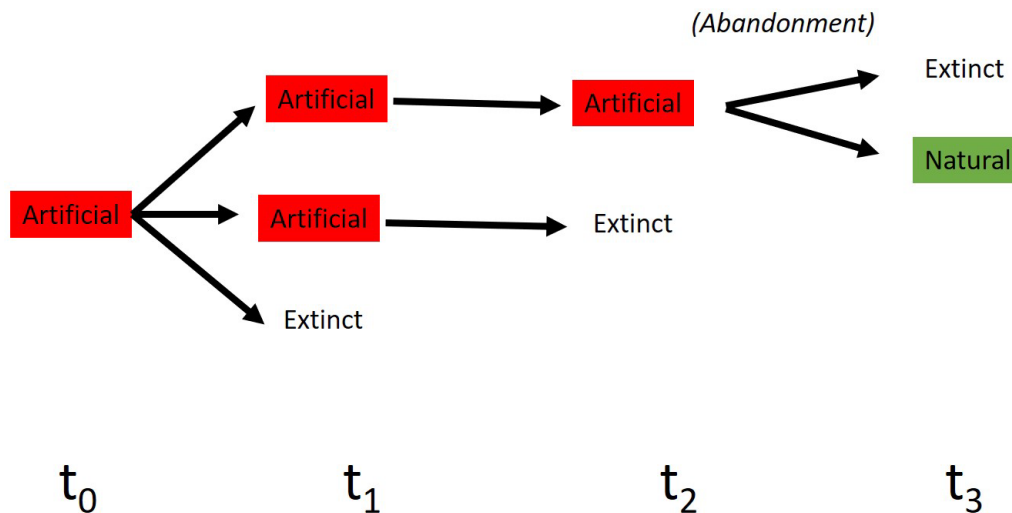 (Abandonment)
Extinct
Artificial
Artificial
Natural
Artificial
Artificial
Extinct
Extinct
t₀
t₁
t₂
t₃